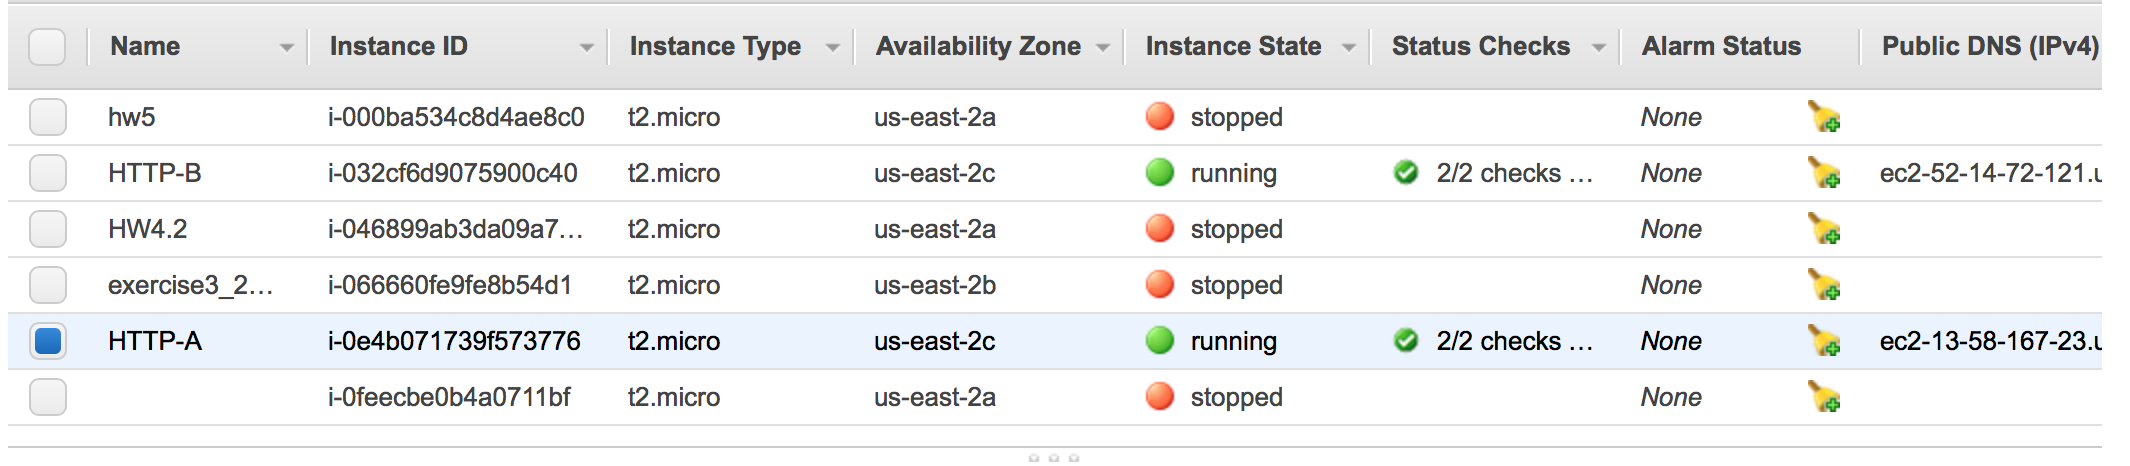 Name Instance ID Instance Type Availability Zone Instance State Status Checks Alarm Status Public DNS (IPv4)
hw5 i-000ba534c8d4ae8c0 t2.micro us-east-2a stopped None
HTTP-B i-032cf6d9075900c40 t2.micro us-east-2c running 2/2 checks ... None ec2-52-14-72-121.u
HW4.2 i-046899ab3da09a7... t2.micro us-east-2a stopped None
exercise3_2... i-066660fe9fe8b54d1 t2.micro us-east-2b stopped None
HTTP-A i-0e4b071739f573776 t2.micro us-east-2c running 2/2 checks ... None ec2-13-58-167-23.u
i-0feecbe0b4a0711bf t2.micro us-east-2a stopped None